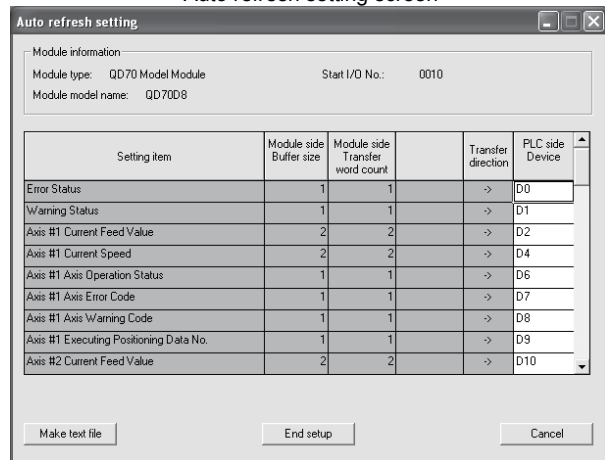 Auto refresh setting screen
Auto refresh setting
Module information
Module type: QD70 Model Module Start I/O No.: 0010
Module model name: QD70D8
Setting item Module side Buffer size Module side Transfer word count Transfer direction PLC side Device
Error Status 1 1 -> D0
Warning Status 1 1 -> D1
Axis #1 Current Feed Value 2 2 -> D2
Axis #1 Current Speed 2 2 -> D4
Axis #1 Axis Operation Status 1 1 -> D6
Axis #1 Axis Error Code 1 1 -> D7
Axis #1 Axis Warning Code 1 1 -> D8
Axis #1 Executing Positioning Data No. 1 1 -> D9
Axis #2 Current Feed Value 2 2 -> D10
Make text file End setup Cancel